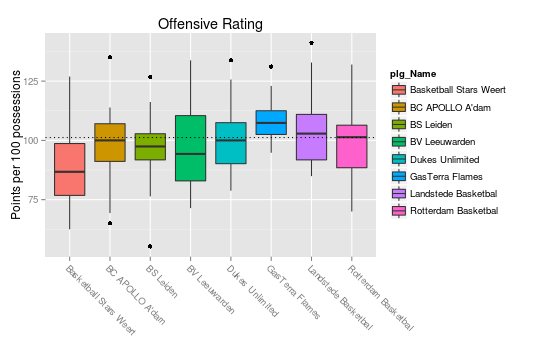 Offensive Rating
Points per 100 possessions
125
100
75
Basketball Stars Weert
BC APOLLO A'dam
BS Leiden
BV Leeuwarden
Dukes Unlimited
GasTerra Flames
Landstede Basketbal
Rotterdam Basketbal
plg_Name
Basketball Stars Weert
BC APOLLO A'dam
BS Leiden
BV Leeuwarden
Dukes Unlimited
GasTerra Flames
Landstede Basketbal
Rotterdam Basketbal